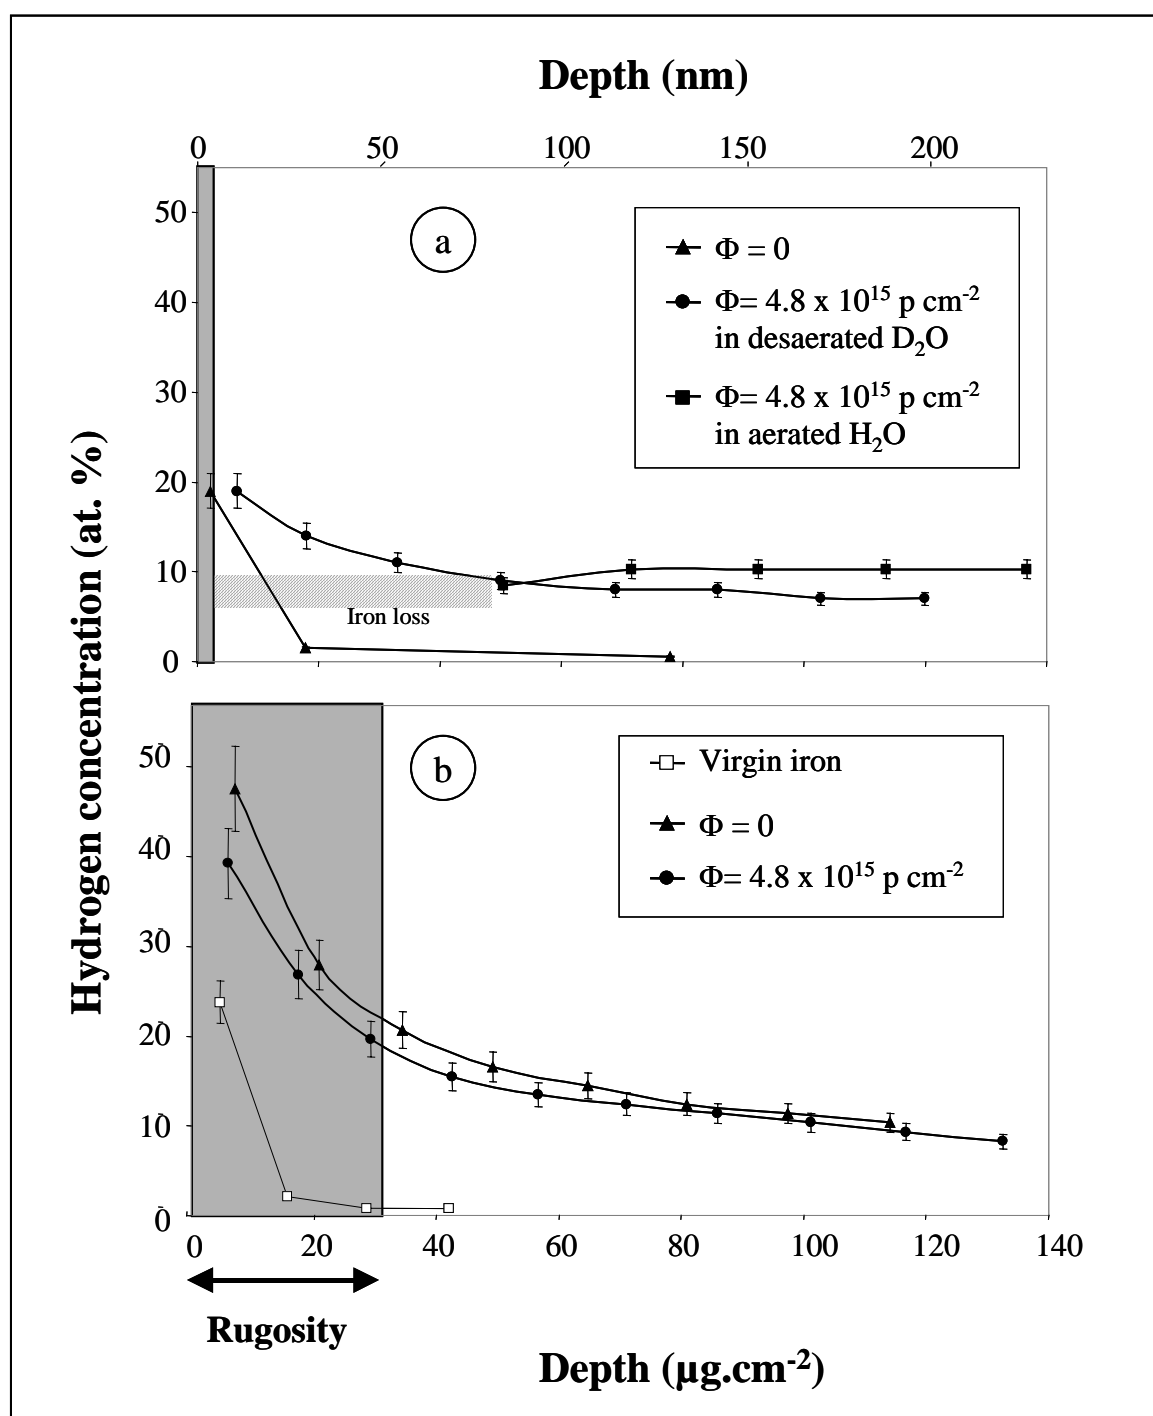 Depth (nm)
0 50 100 150 200
50
40
30
20
10
0
a
Φ = 0
Φ= 4.8 x 10¹⁵ p cm⁻²
in desaerated D₂O
Φ= 4.8 x 10¹⁵ p cm⁻²
in aerated H₂O
Iron loss
Hydrogen concentration (at. %)
50
40
30
20
10
0
b
Virgin iron
Φ = 0
Φ= 4.8 x 10¹⁵ p cm⁻²
0 20 40 60 80 100 120 140
Rugosity
Depth (µg.cm⁻²)